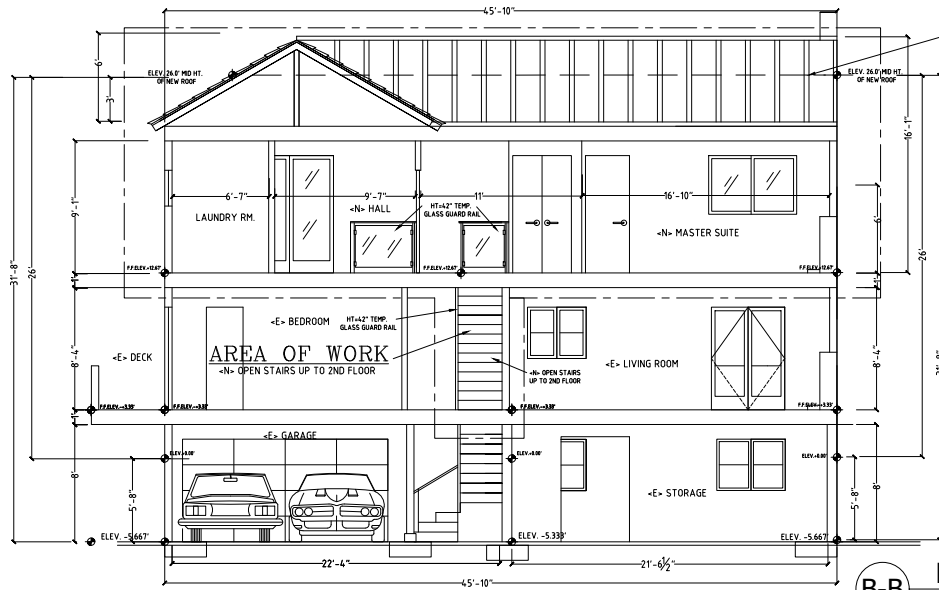 45'-10"
6'
3'
ELEV. 26.0' MID HT.
OF NEW ROOF
ELEV. 26.0' MID HT.
OF NEW ROOF
16'-1"
9'-1"
6'-7"
9'-7"
11'
16'-10"
LAUNDRY RM.
<N> HALL
HT=42" TEMP.
GLASS GUARD RAIL
<N> MASTER SUITE
6'
31'-8"
26'
26'
F.F.ELEV.+12.67'
F.F.ELEV.+12.67'
F.F.ELEV.+12.67'
1'
1'
<E> BEDROOM
HT=42" TEMP.
GLASS GUARD RAIL
<E> DECK
AREA OF WORK
<N> OPEN STAIRS UP TO 2ND FLOOR
<N> OPEN STAIRS
UP TO 2ND FLOOR
<E> LIVING ROOM
8'-4"
8'-4"
F.F.ELEV.+3.33'
F.F.ELEV.+3.33'
F.F.ELEV.+3.33'
F.F.ELEV.+3.33'
1'
<E> GARAGE
ELEV.+0.00'
ELEV.+0.00'
ELEV.+0.00'
8'
5'-8"
<E> STORAGE
5'-8"
8'
ELEV. -5.667'
ELEV. -5.333'
ELEV. -5.667'
22'-4"
21'-6½"
45'-10"
B-B